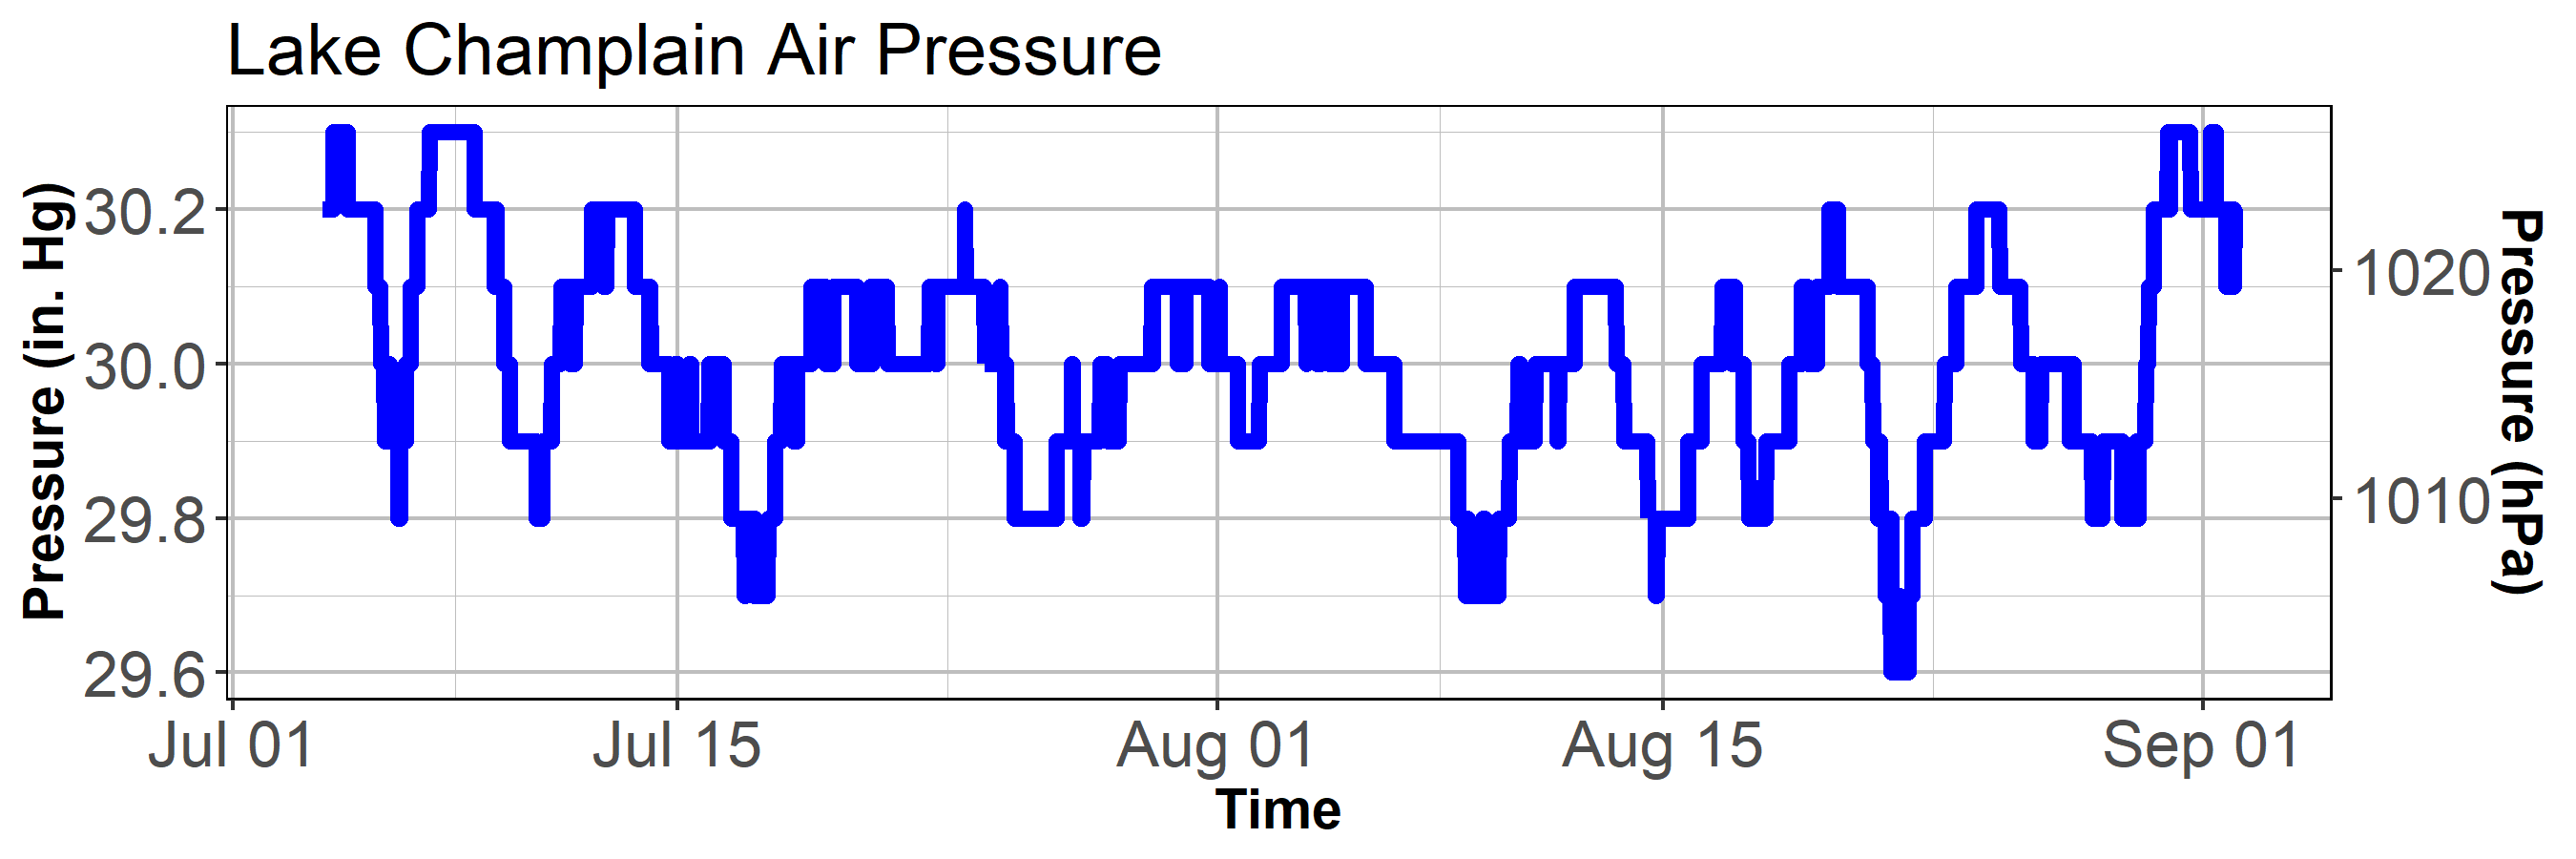 Lake Champlain Air Pressure
Pressure (in. Hg)
30.2
30.0
29.8
29.6
1020
1010
Pressure (hPa)
Jul 01 Jul 15 Aug 01 Aug 15 Sep 01
Time